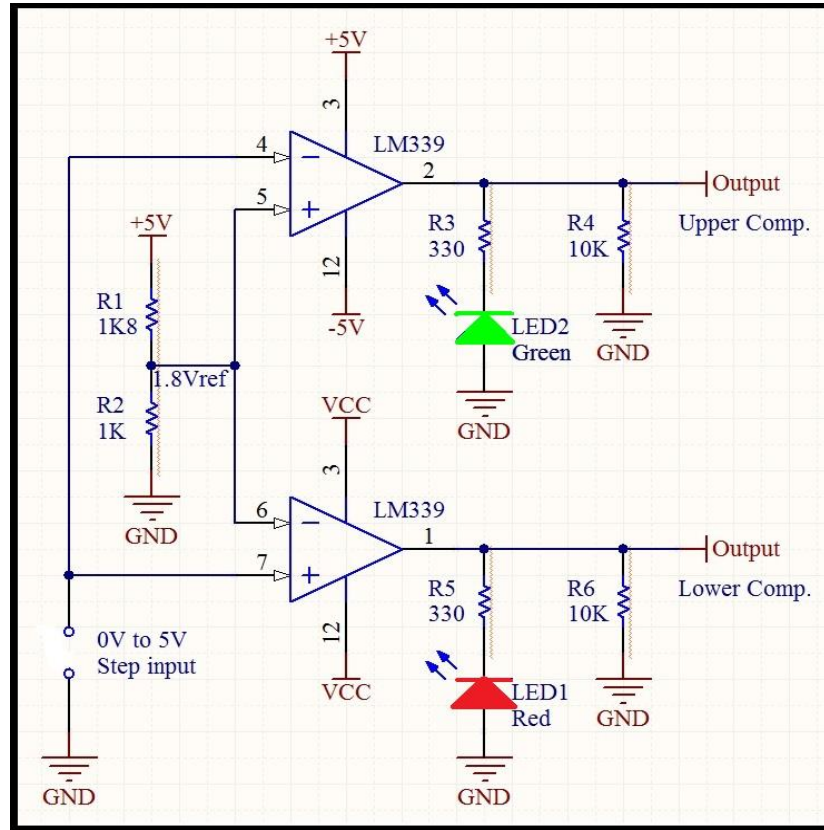 +5V
3
LM339
4
2
Output
5
R3
330
R4
10K
Upper Comp.
+5V
12
R1
1K8
-5V
LED2
Green
GND
1.8Vref
R2
1K
VCC
GND
3
GND
LM339
6
1
Output
7
R5
330
R6
10K
Lower Comp.
0V to 5V
Step input
12
VCC
LED1
Red
GND
GND
GND